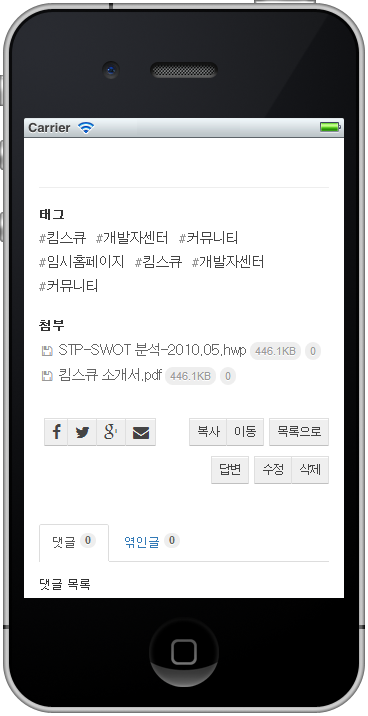 Carrier
태그
#킴스큐 #개발자센터 #커뮤니티
#임시홈페이지 #킴스큐 #개발자센터
#커뮤니티
첨부
STP-SWOT 분석-2010.05.hwp 446.1KB 0
킴스큐 소개서.pdf 446.1KB 0
복사 이동 목록으로
답변 수정 삭제
댓글 0 엮인글 0
댓글 목록